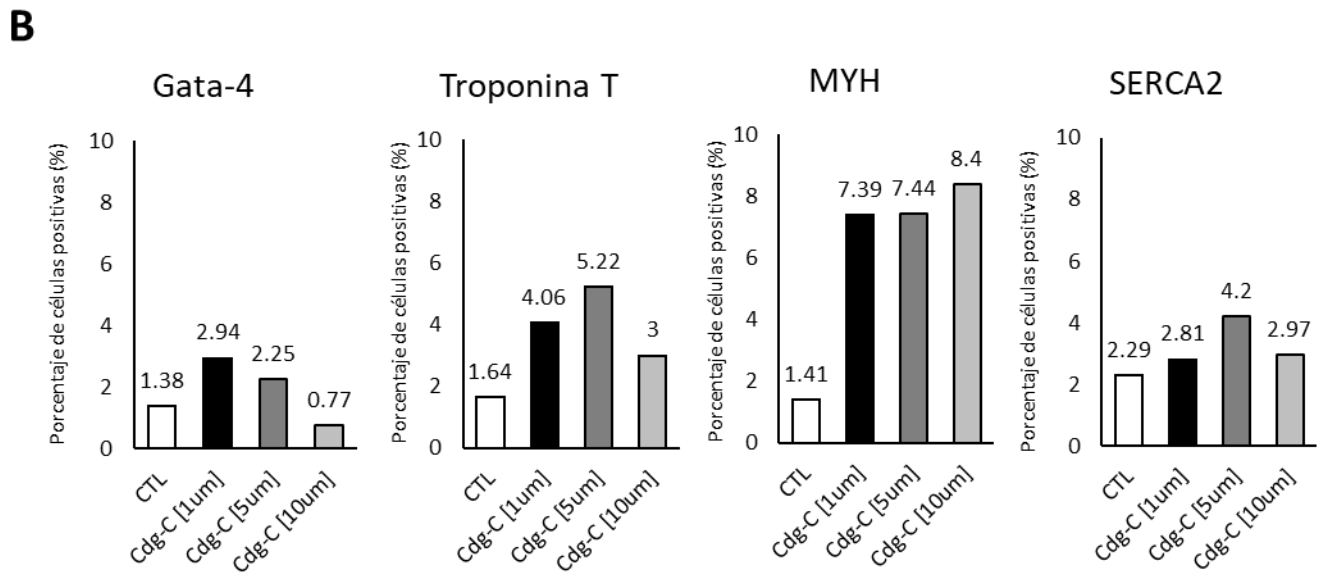 B
Gata-4
Porcentaje de células positivas (%)
10
8
6
4
2
0
1.38
2.94
2.25
0.77
CTL
Cdg-C [1um]
Cdg-C [5um]
Cdg-C [10um]
Troponina T
Porcentaje de células positivas (%)
10
8
6
4
2
0
1.64
4.06
5.22
3
CTL
Cdg-C [1um]
Cdg-C [5um]
Cdg-C [10um]
MYH
Porcentaje de células positivas (%)
10
8
6
4
2
0
1.41
7.39
7.44
8.4
CTL
Cdg-C [1um]
Cdg-C [5um]
Cdg-C [10um]
SERCA2
Porcentaje de células positivas (%)
10
8
6
4
2
0
2.29
2.81
4.2
2.97
CTL
Cdg-C [1um]
Cdg-C [5um]
Cdg-C [10um]